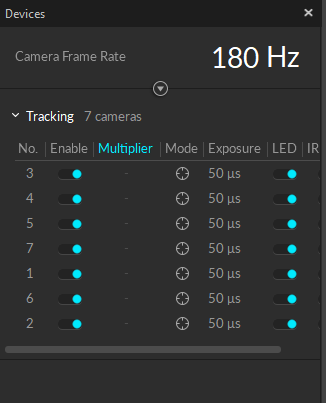 Devices
Camera Frame Rate 180 Hz
Tracking 7 cameras
No. Enable Multiplier Mode Exposure LED IR
3 - 50 µs
4 - 50 µs
5 - 50 µs
7 - 50 µs
1 - 50 µs
6 - 50 µs
2 - 50 µs